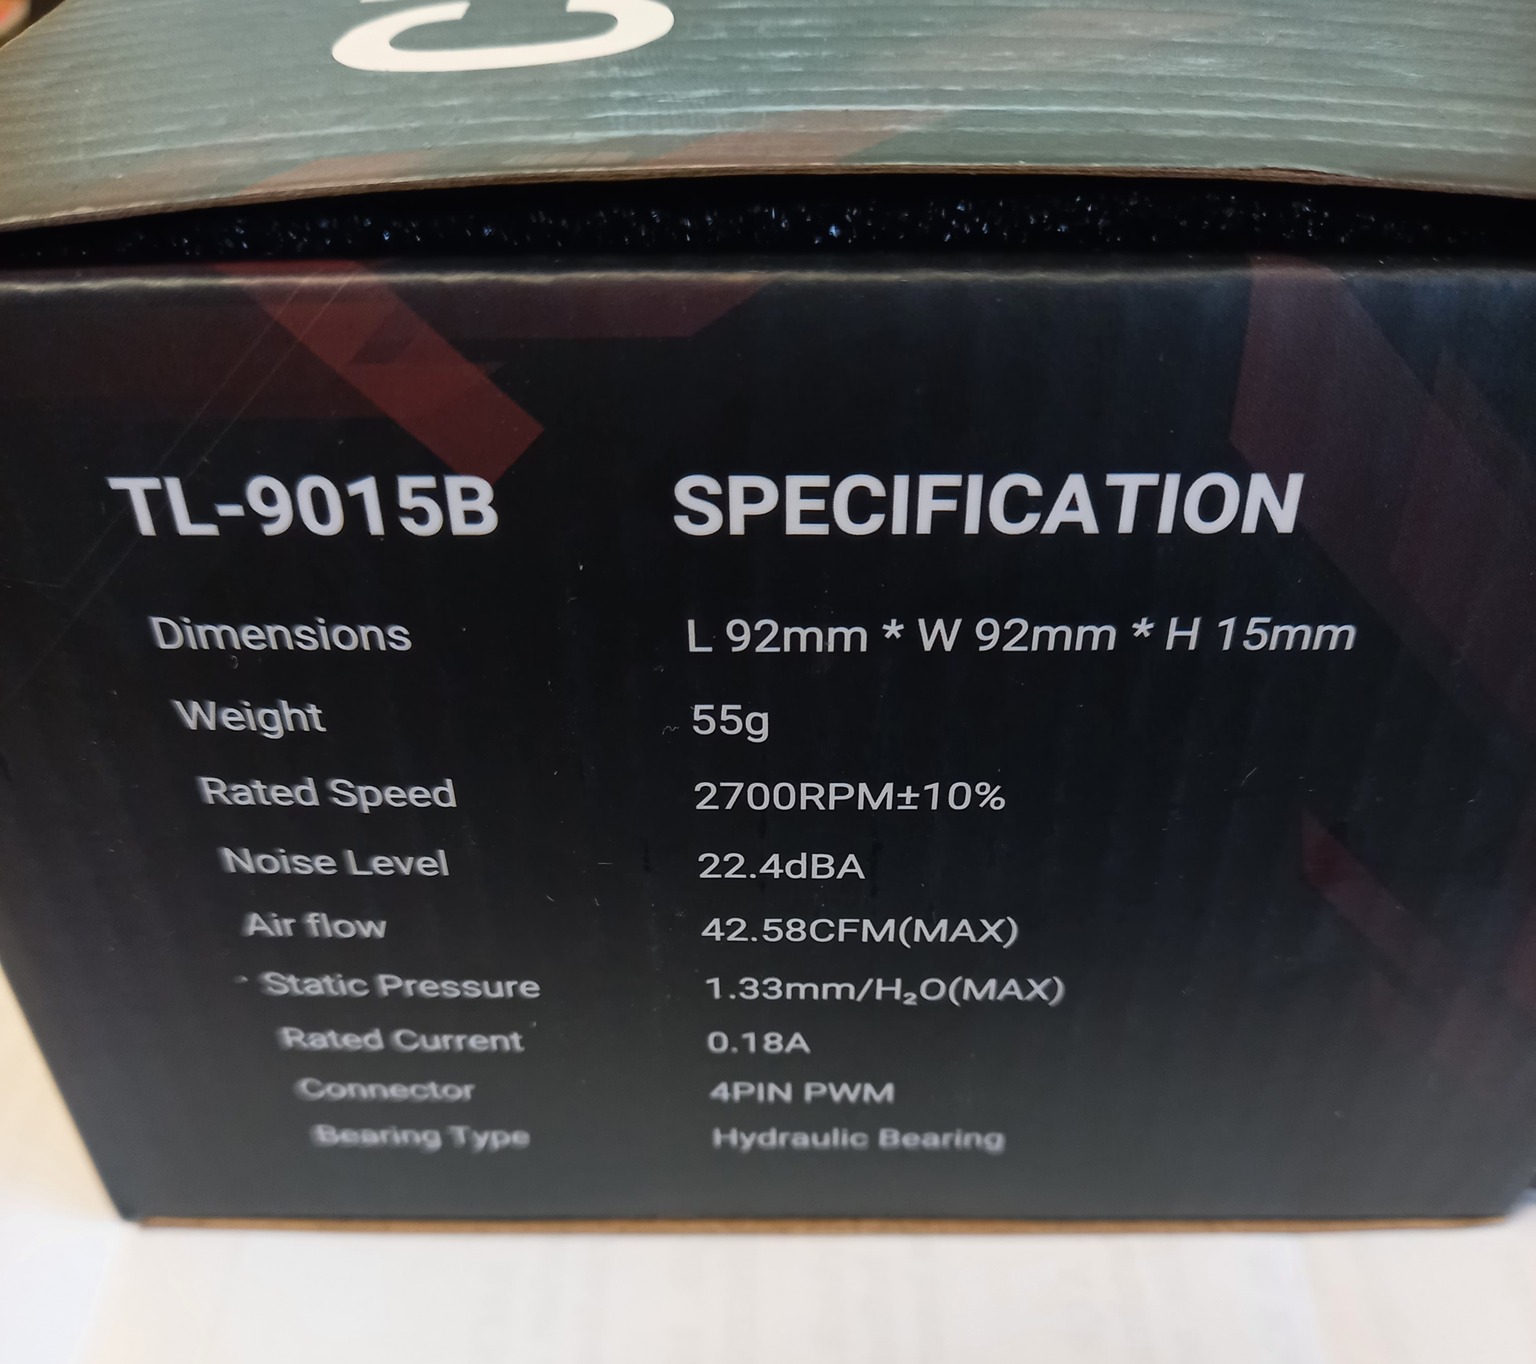 TL-9015B SPECIFICATION
Dimensions L 92mm * W 92mm * H 15mm
Weight 55g
Rated Speed 2700RPM±10%
Noise Level 22.4dBA
Air flow 42.58CFM(MAX)
Static Pressure 1.33mm/H₂O(MAX)
Rated Current 0.18A
Connector 4PIN PWM
Bearing Type Hydraulic Bearing